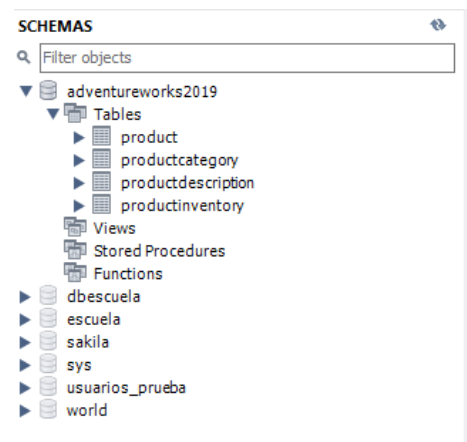 SCHEMAS
Filter objects
adventureworks2019
Tables
product
productcategory
productdescription
productinventory
Views
Stored Procedures
Functions
dbescuela
escuela
sakila
sys
usuarios_prueba
world